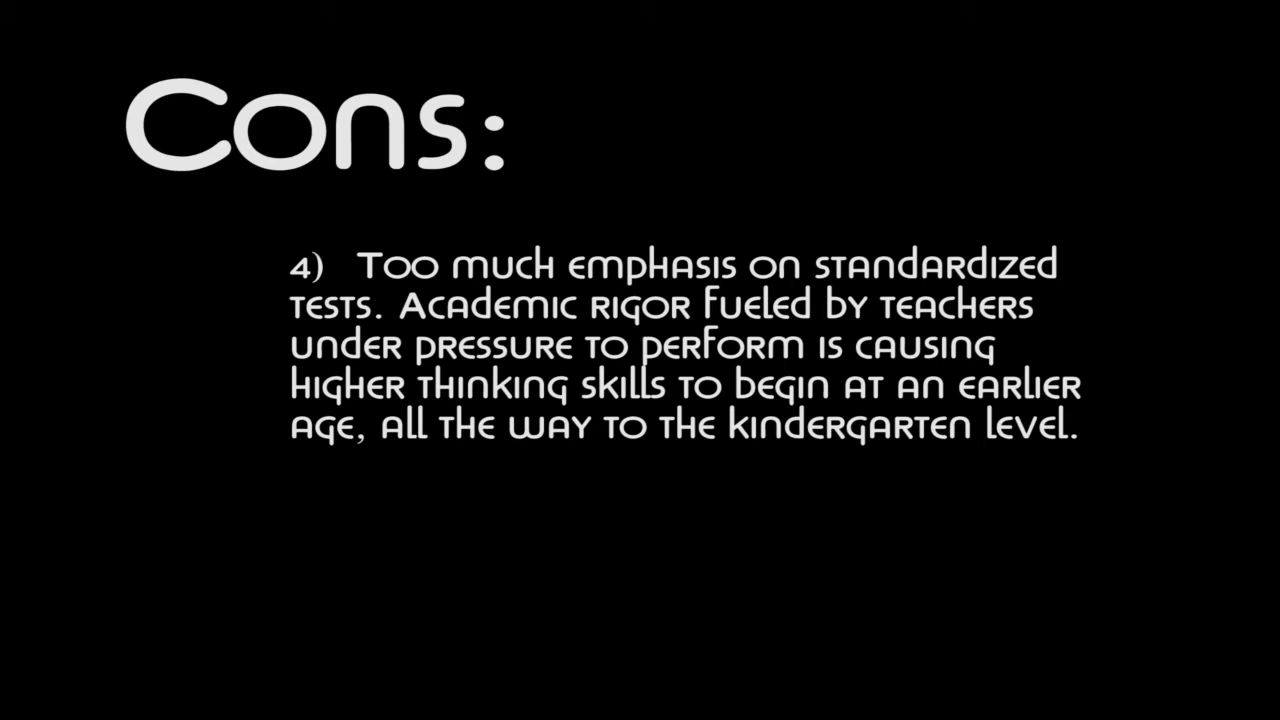 Cons:
4) Too much emphasis on standardized
tests. Academic rigor fueled by teachers
under pressure to perform is causing
higher thinking skills to begin at an earlier
age, all the way to the kindergarten level.